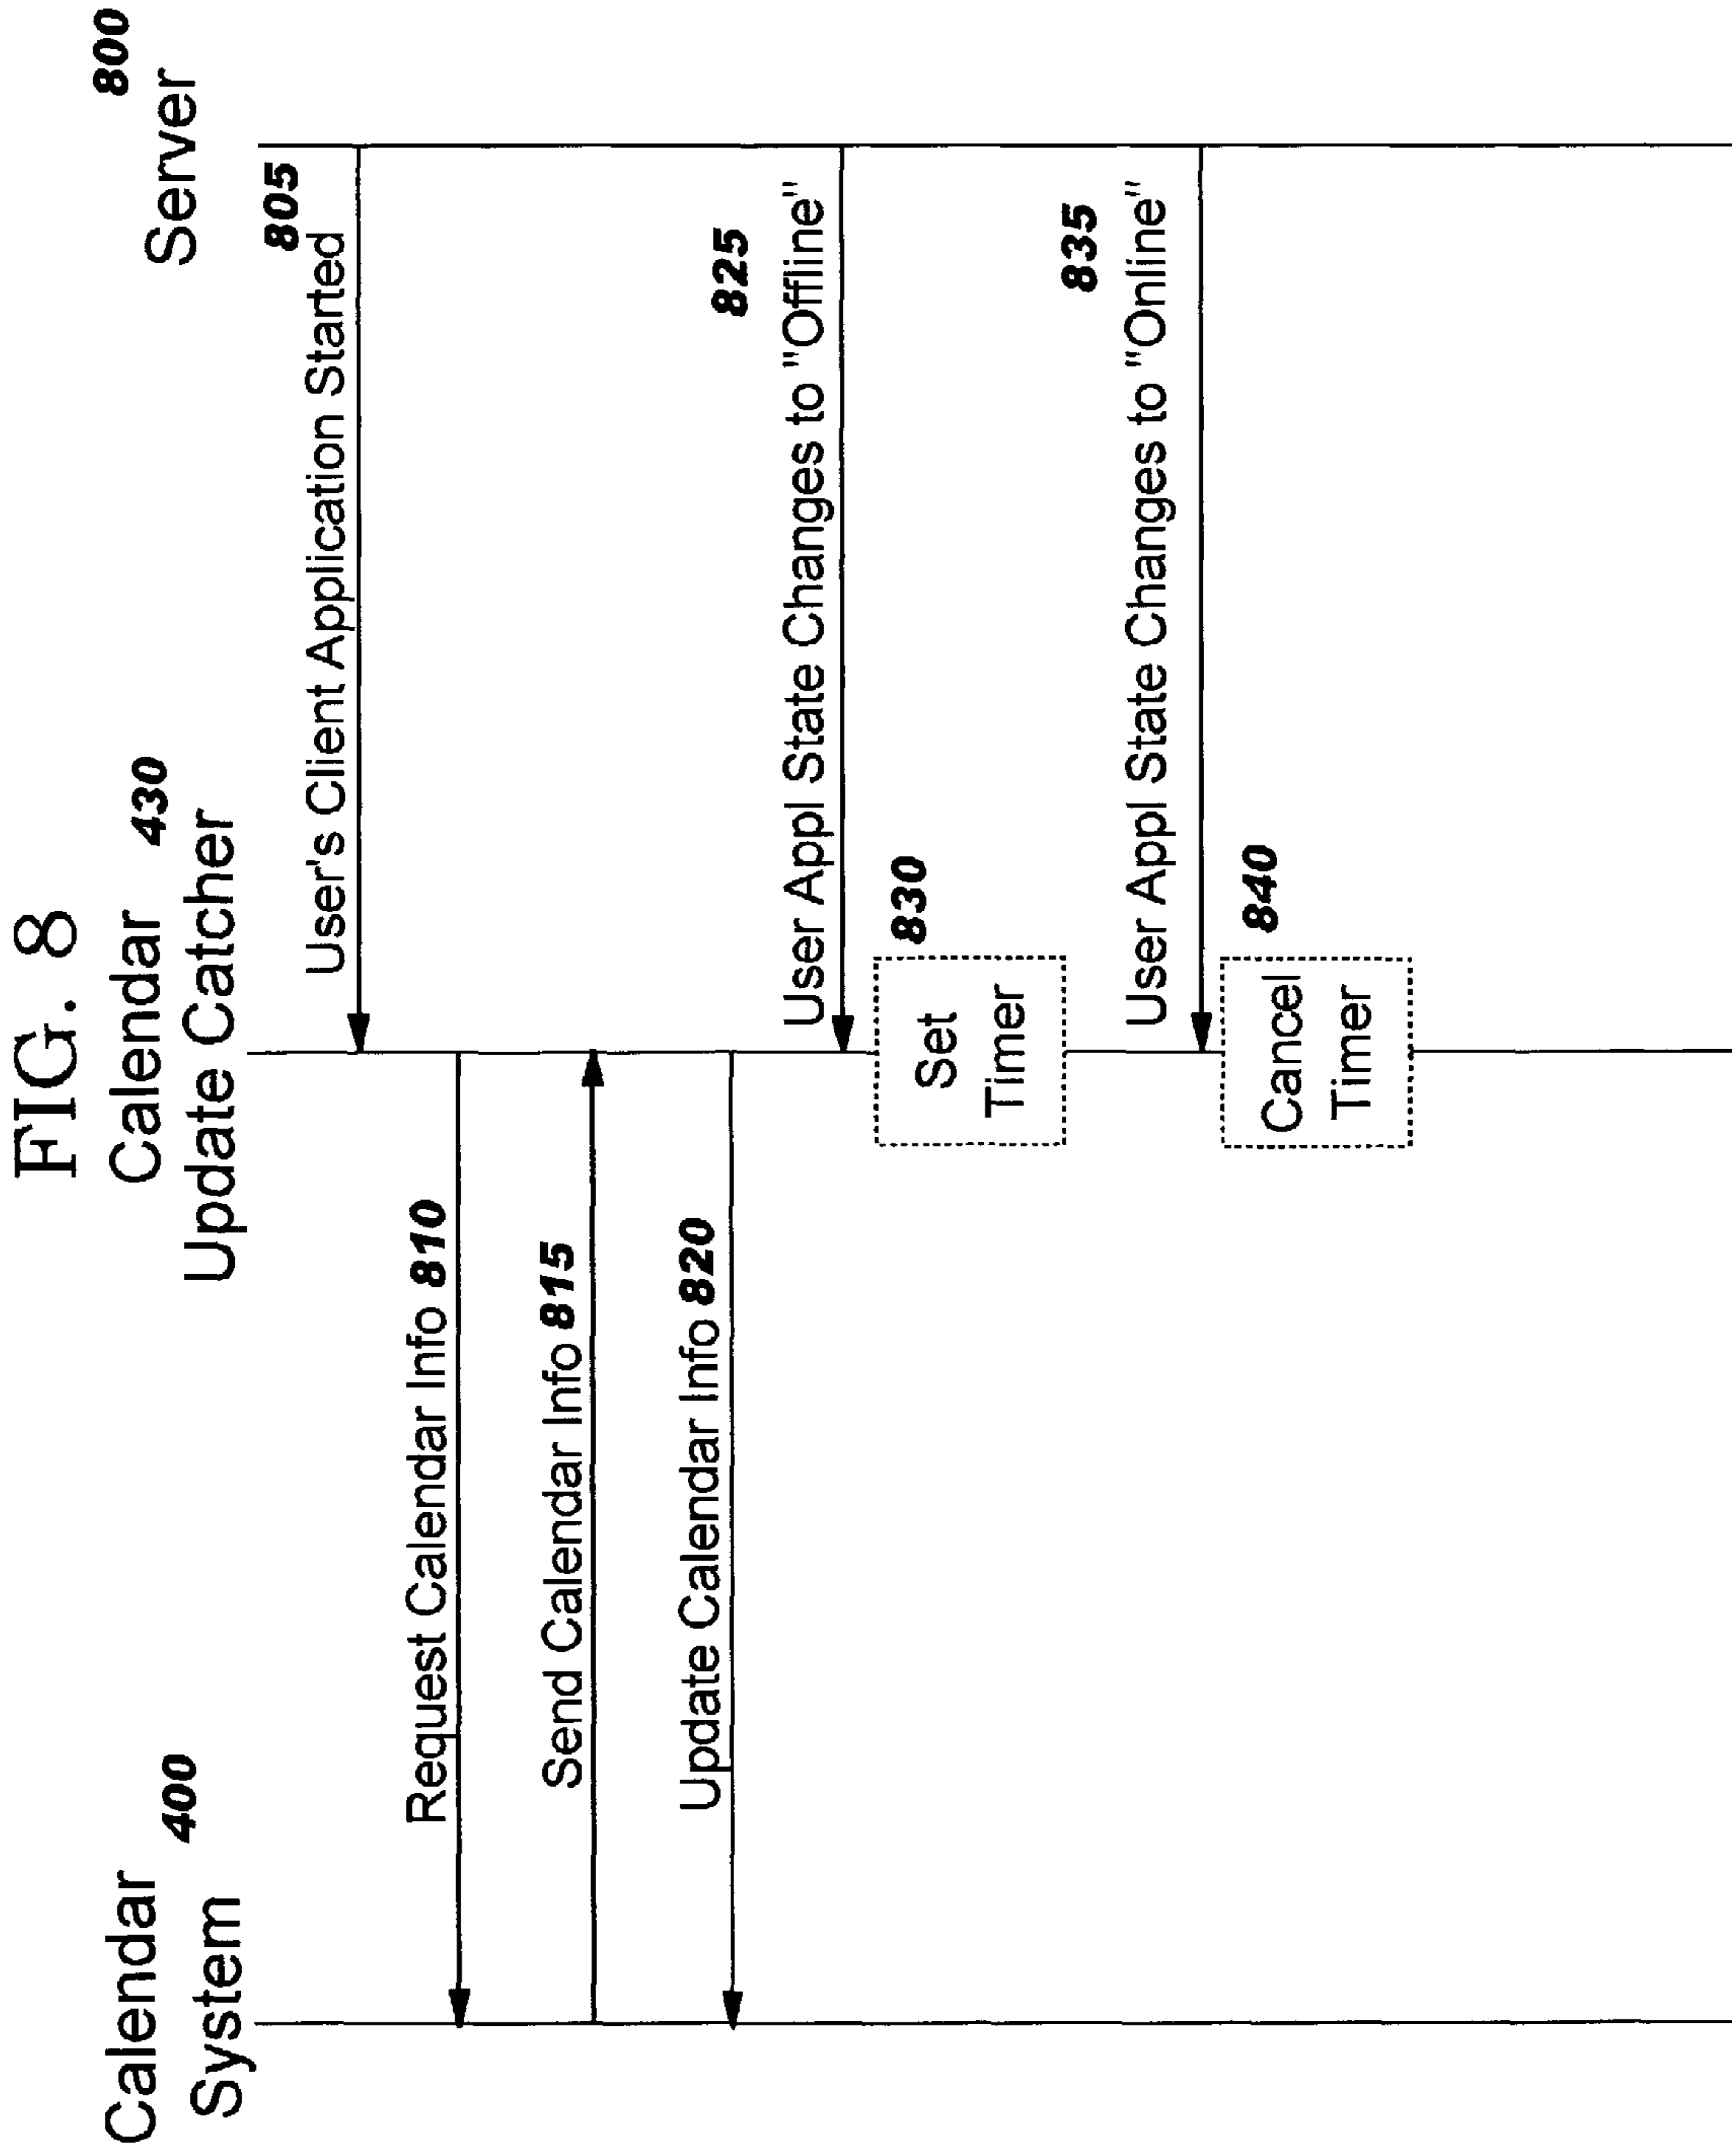 FIG. 8
Calendar
System
400
Calendar
Update Catcher
430
Server
800
User's Client Application Started
805
Request Calendar Info 810
Send Calendar Info 815
Update Calendar Info 820
User Appl State Changes to "Offline"
825
Set
Timer
830
User Appl State Changes to "Online"
835
Cancel
Timer
840